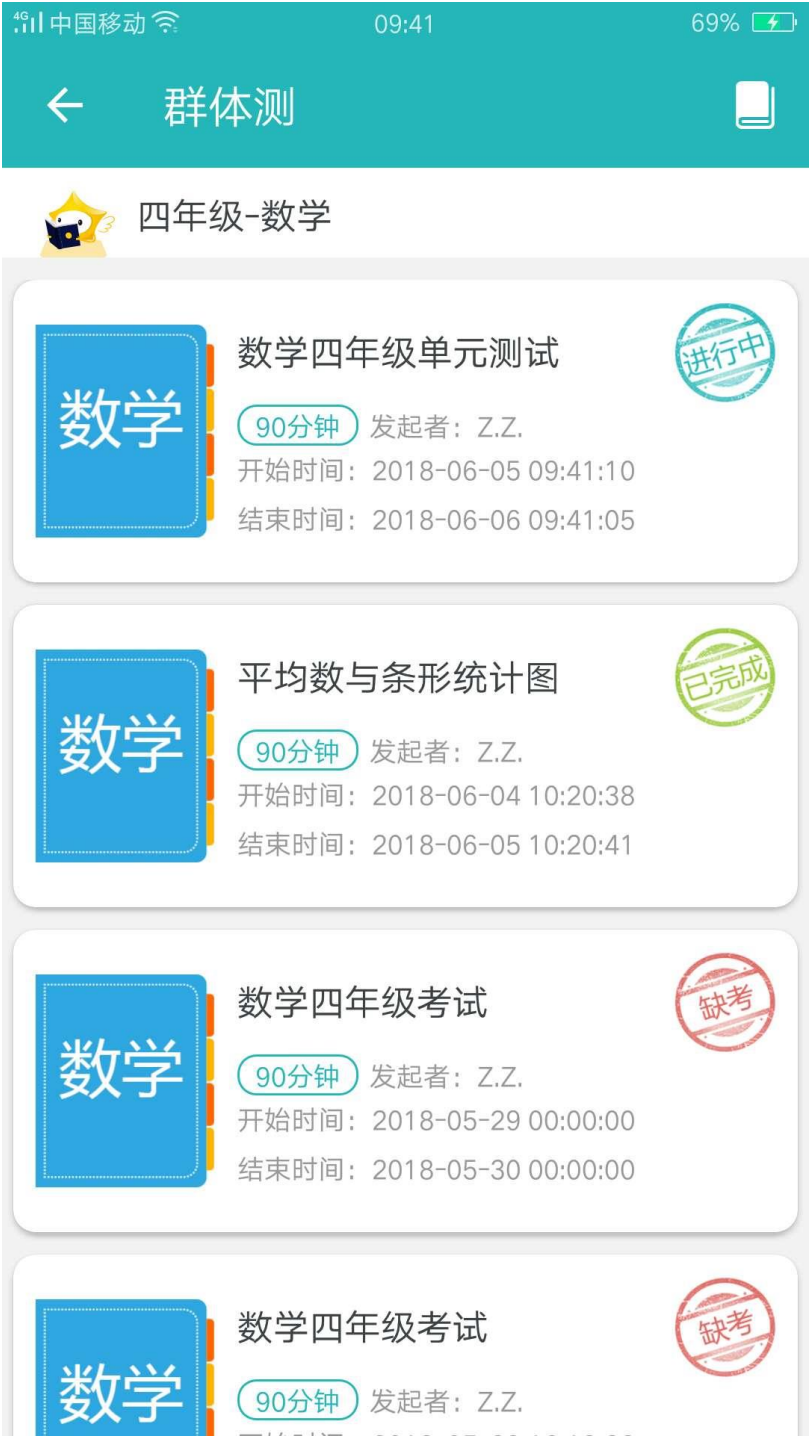 4G 中国移动 09:41 69%
群体测
四年级-数学
数学
数学四年级单元测试
进行中
90分钟 发起者：Z.Z.
开始时间：2018-06-05 09:41:10
结束时间：2018-06-06 09:41:05
数学
平均数与条形统计图
已完成
90分钟 发起者：Z.Z.
开始时间：2018-06-04 10:20:38
结束时间：2018-06-05 10:20:41
数学
数学四年级考试
缺考
90分钟 发起者：Z.Z.
开始时间：2018-05-29 00:00:00
结束时间：2018-05-30 00:00:00
数学
数学四年级考试
缺考
90分钟 发起者：Z.Z.